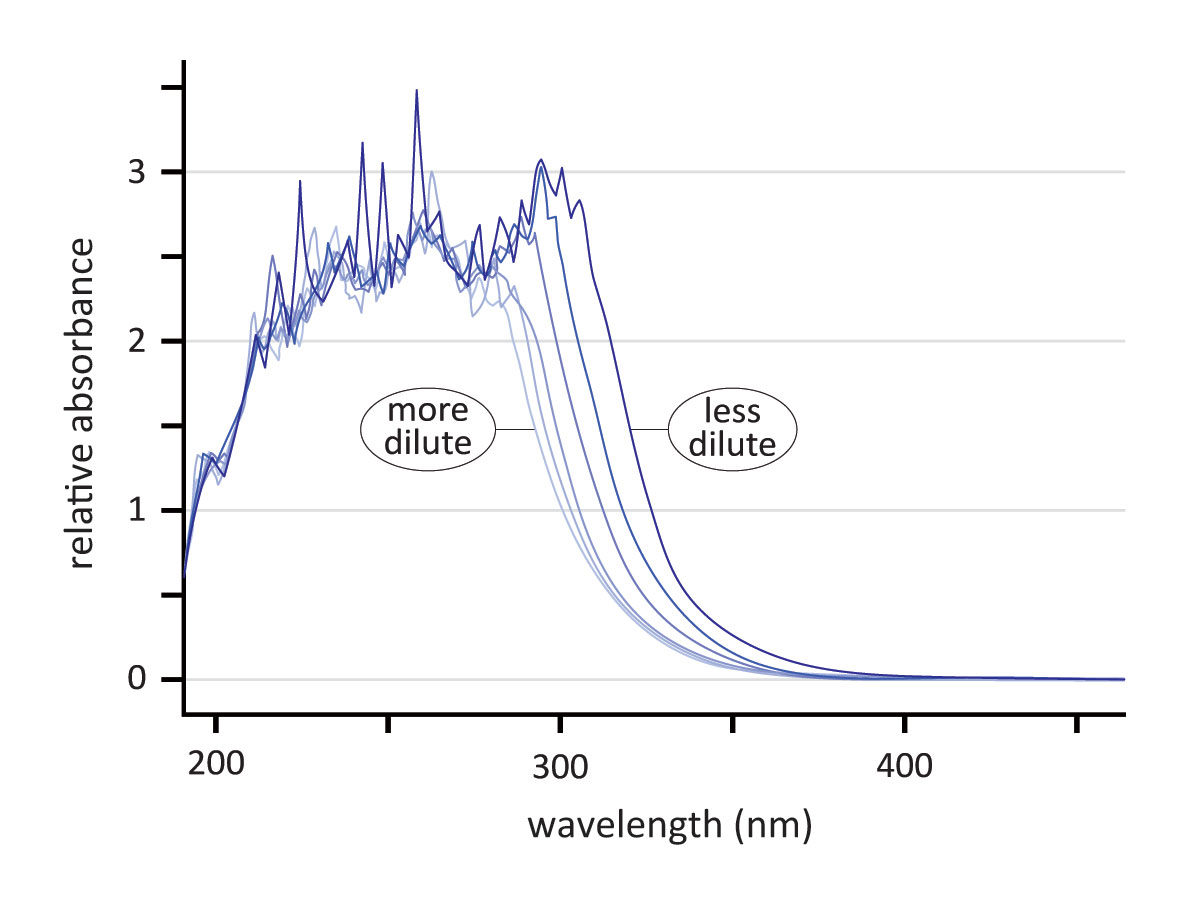 relative absorbance
3
2
1
0
more
dilute
less
dilute
200
300
400
wavelength (nm)